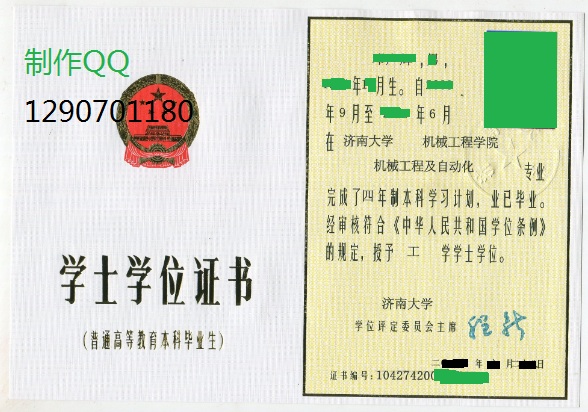 制作QQ
1290701180
学士学位证书
(普通高等教育本科毕业生)
月生。自
年9月至 年6月
在 济南大学 机械工程学院
机械工程及自动化 专业
完成了四年制本科学习计划,业已毕业。
经审核符合《中华人民共和国学位条例》
的规定,授予 工 学学士学位。
济南大学
学位评定委员会主席
二 年 月 日
证书编号:104274200